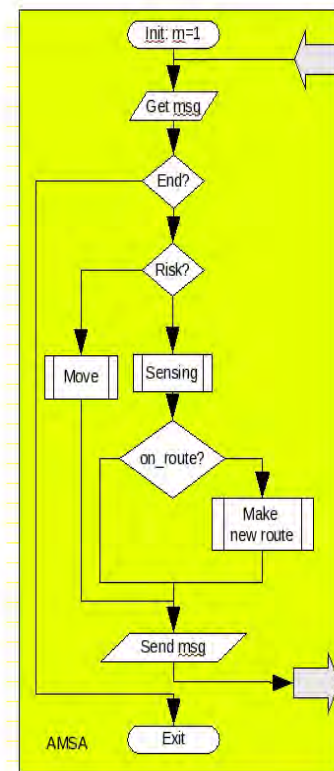 Init: m=1
Get msg
End?
Risk?
Move
Sensing
on_route?
Make
new route
Send msg
AMSA
Exit